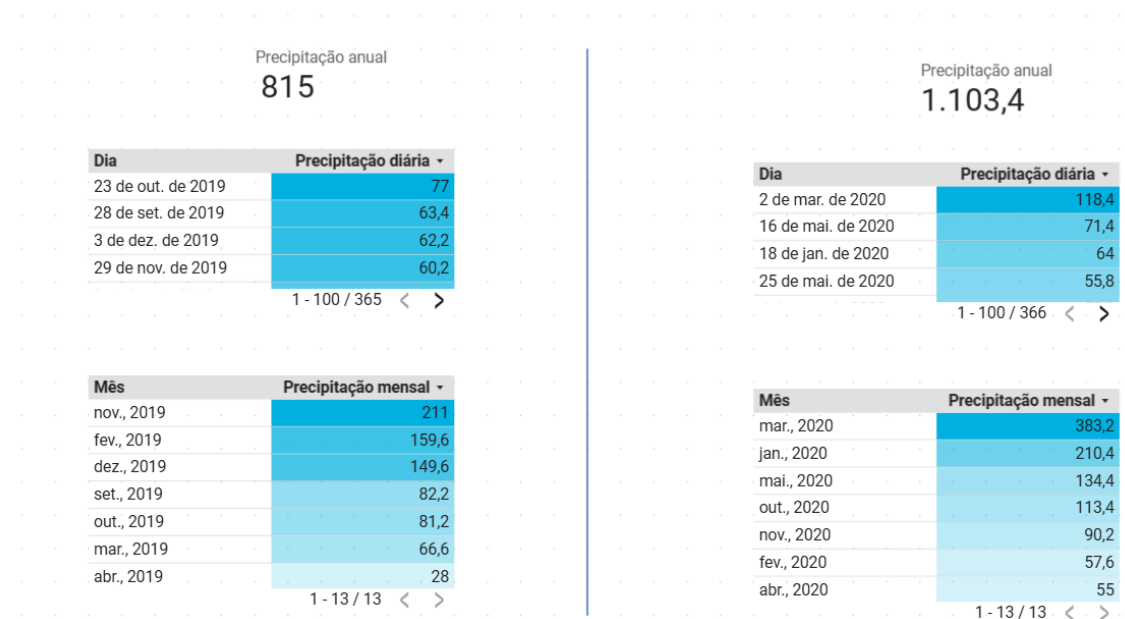 Precipitação anual
815
Dia Precipitação diária
23 de out. de 2019 77
28 de set. de 2019 63,4
3 de dez. de 2019 62,2
29 de nov. de 2019 60,2
1 - 100 / 365 < >
Mês Precipitação mensal
nov., 2019 211
fev., 2019 159,6
dez., 2019 149,6
set., 2019 82,2
out., 2019 81,2
mar., 2019 66,6
abr., 2019 28
1 - 13 / 13 < >
Precipitação anual
1.103,4
Dia Precipitação diária
2 de mar. de 2020 118,4
16 de mai. de 2020 71,4
18 de jan. de 2020 64
25 de mai. de 2020 55,8
1 - 100 / 366 < >
Mês Precipitação mensal
mar., 2020 383,2
jan., 2020 210,4
mai., 2020 134,4
out., 2020 113,4
nov., 2020 90,2
fev., 2020 57,6
abr., 2020 55
1 - 13 / 13 < >